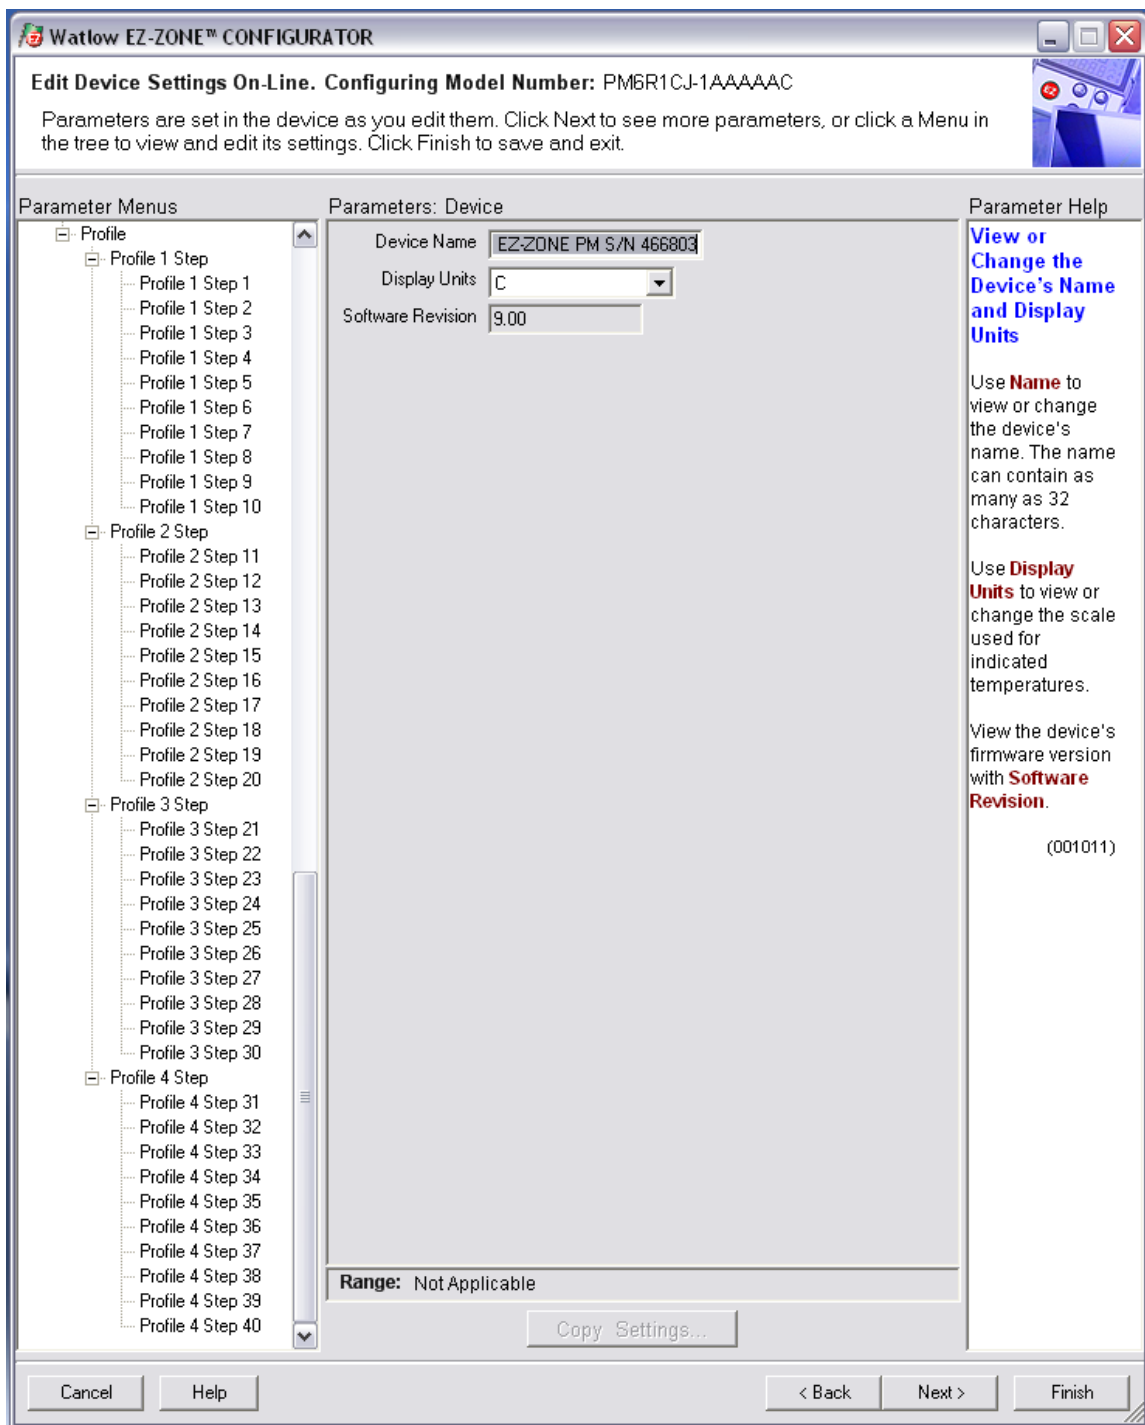 Watlow EZ-ZONE™ CONFIGURATOR
Edit Device Settings On-Line. Configuring Model Number: PM6R1CJ-1AAAAAC
Parameters are set in the device as you edit them. Click Next to see more parameters, or click a Menu in
the tree to view and edit its settings. Click Finish to save and exit.
Parameter Menus
Profile
Profile 1 Step
Profile 1 Step 1
Profile 1 Step 2
Profile 1 Step 3
Profile 1 Step 4
Profile 1 Step 5
Profile 1 Step 6
Profile 1 Step 7
Profile 1 Step 8
Profile 1 Step 9
Profile 1 Step 10
Profile 2 Step
Profile 2 Step 11
Profile 2 Step 12
Profile 2 Step 13
Profile 2 Step 14
Profile 2 Step 15
Profile 2 Step 16
Profile 2 Step 17
Profile 2 Step 18
Profile 2 Step 19
Profile 2 Step 20
Profile 3 Step
Profile 3 Step 21
Profile 3 Step 22
Profile 3 Step 23
Profile 3 Step 24
Profile 3 Step 25
Profile 3 Step 26
Profile 3 Step 27
Profile 3 Step 28
Profile 3 Step 29
Profile 3 Step 30
Profile 4 Step
Profile 4 Step 31
Profile 4 Step 32
Profile 4 Step 33
Profile 4 Step 34
Profile 4 Step 35
Profile 4 Step 36
Profile 4 Step 37
Profile 4 Step 38
Profile 4 Step 39
Profile 4 Step 40
Parameters: Device
Device Name EZ-ZONE PM S/N 466803
Display Units C
Software Revision 9.00
Range: Not Applicable
Copy Settings...
Parameter Help
View or
Change the
Device's Name
and Display
Units
Use Name to
view or change
the device's
name. The name
can contain as
many as 32
characters.
Use Display
Units to view or
change the scale
used for
indicated
temperatures.
View the device's
firmware version
with Software
Revision.
(001011)
Cancel
Help
< Back
Next >
Finish